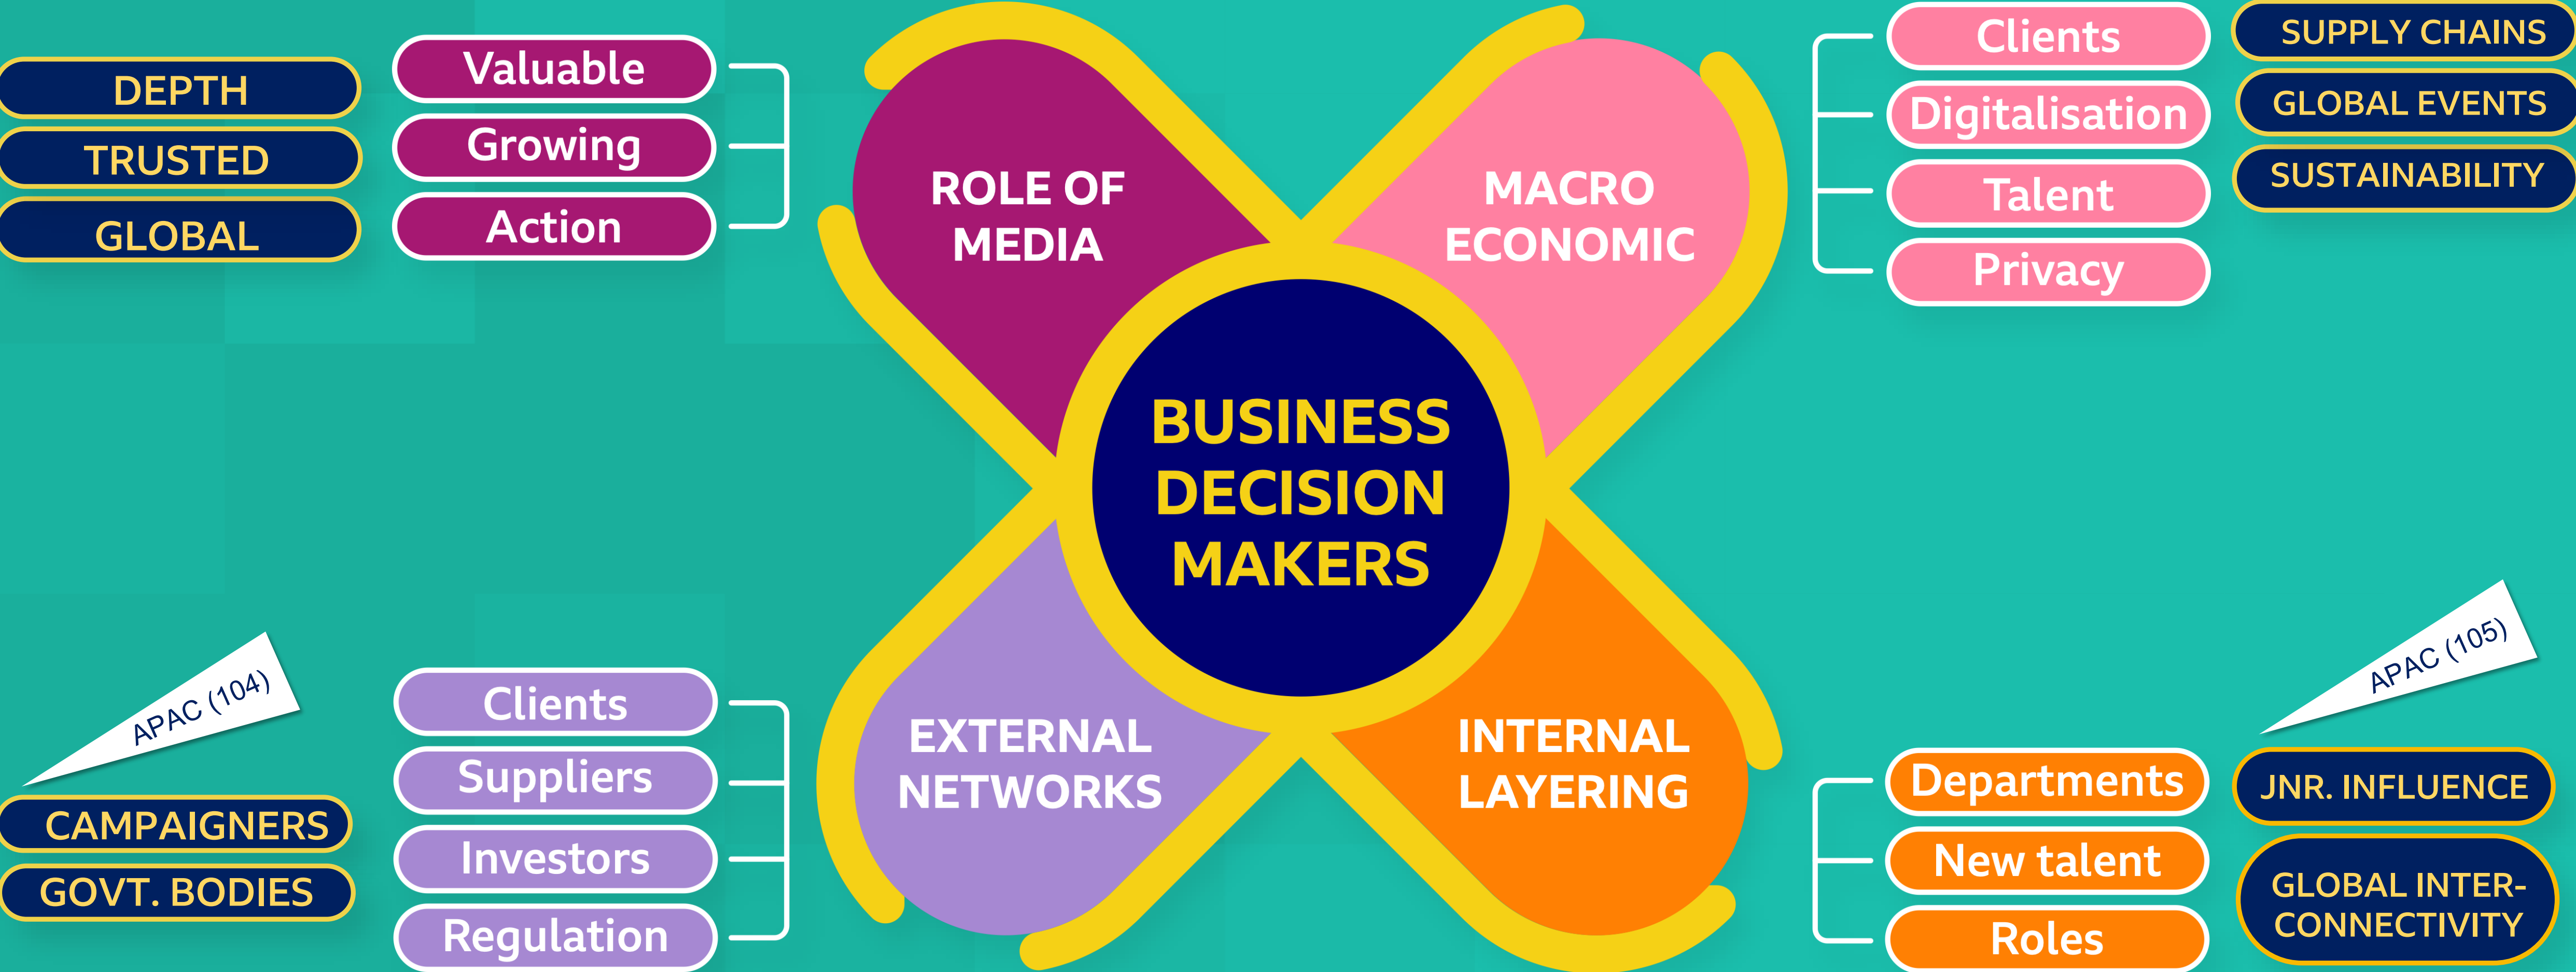 DEPTH
TRUSTED
GLOBAL
Valuable
Growing
Action
ROLE OF
MEDIA
MACRO
ECONOMIC
Clients
Digitalisation
Talent
Privacy
SUPPLY CHAINS
GLOBAL EVENTS
SUSTAINABILITY
BUSINESS
DECISION
MAKERS
APAC (104)
CAMPAIGNERS
GOVT. BODIES
Clients
Suppliers
Investors
Regulation
EXTERNAL
NETWORKS
INTERNAL
LAYERING
Departments
New talent
Roles
APAC (105)
JNR. INFLUENCE
GLOBAL INTER-
CONNECTIVITY